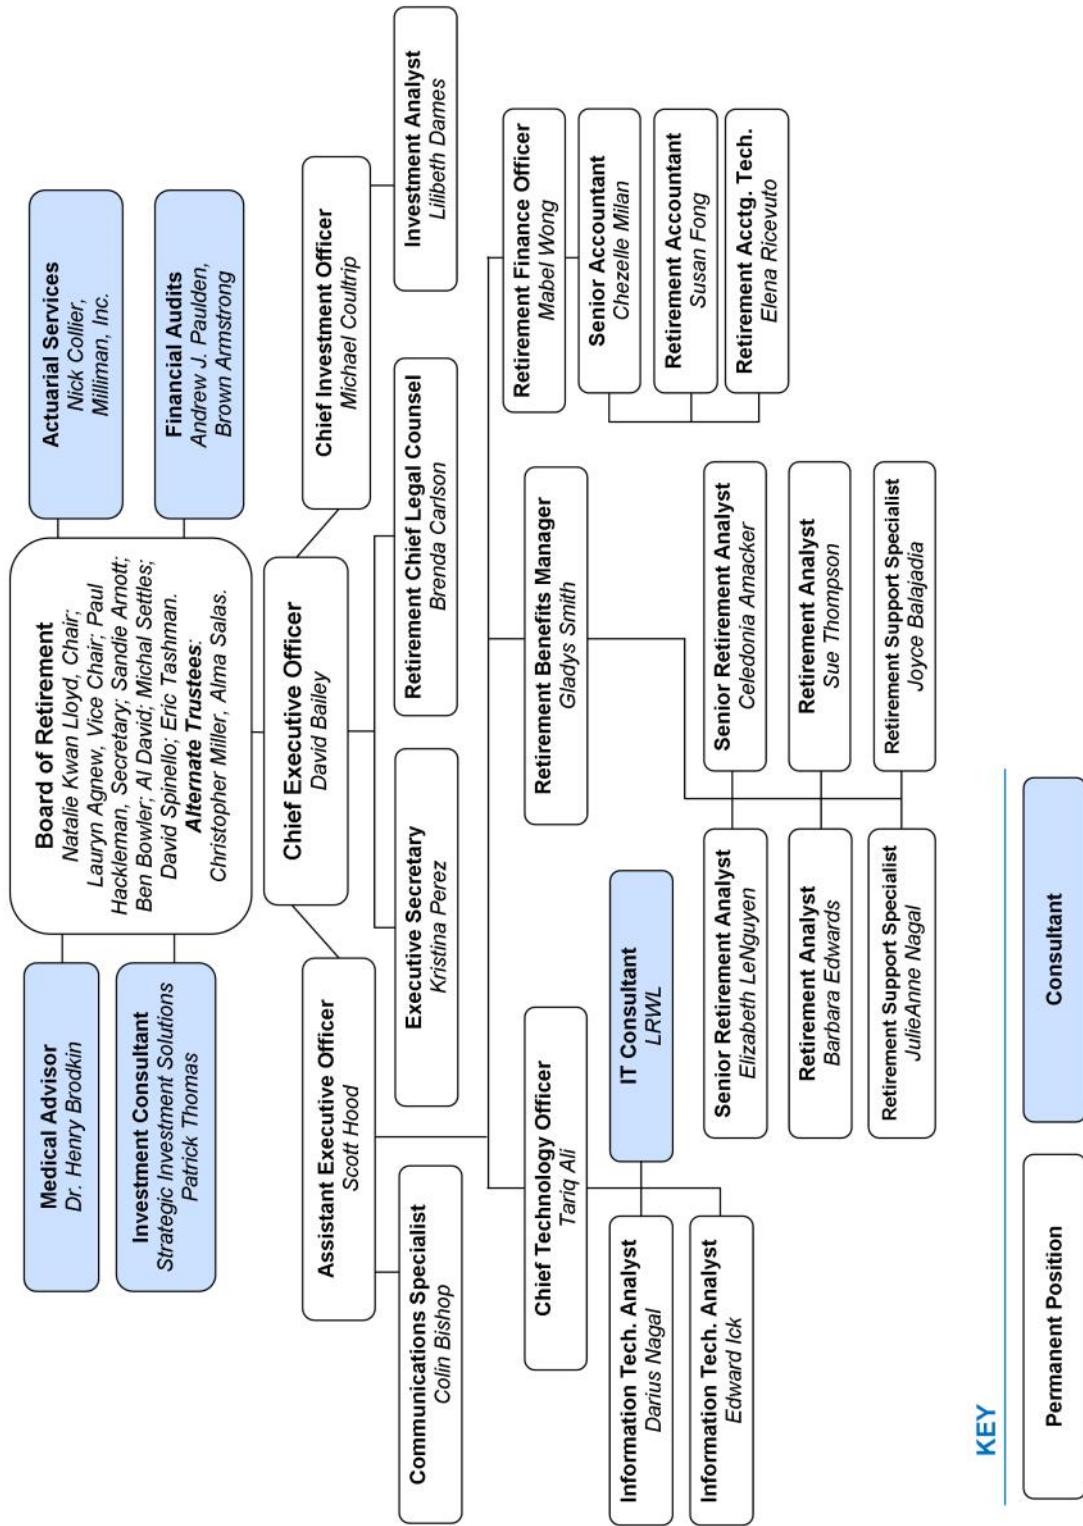 Medical Advisor
Dr. Henry Brodkin
Investment Consultant
Strategic Investment Solutions
Patrick Thomas
Board of Retirement
Natalie Kwan Lloyd, Chair;
Lauryn Agnew, Vice Chair; Paul
Hackleman, Secretary; Sandie Arnott;
Ben Bowler; Al David; Michal Settles;
David Spinello; Eric Tashman.
Alternate Trustees:
Christopher Miller, Alma Salas.
Actuarial Services
Nick Collier,
Milliman, Inc.
Financial Audits
Andrew J. Paulden,
Brown Armstrong
Chief Executive Officer
David Bailey
Assistant Executive Officer
Scott Hood
Chief Investment Officer
Michael Coultrip
Communications Specialist
Colin Bishop
Executive Secretary
Kristina Perez
Retirement Chief Legal Counsel
Brenda Carlson
Investment Analyst
Lilibeth Dames
Chief Technology Officer
Tariq Ali
Retirement Benefits Manager
Gladys Smith
Retirement Finance Officer
Mabel Wong
Information Tech. Analyst
Darius Nagal
IT Consultant
LRWL
Information Tech. Analyst
Edward Ick
Senior Retirement Analyst
Elizabeth LeNguyen
Senior Retirement Analyst
Celedonia Amacker
Retirement Analyst
Barbara Edwards
Retirement Analyst
Sue Thompson
Retirement Support Specialist
JulieAnne Nagal
Retirement Support Specialist
Joyce Balajadia
Senior Accountant
Chezelle Milan
Retirement Accountant
Susan Fong
Retirement Acctg. Tech.
Elena Ricevuto
KEY
Permanent Position
Consultant